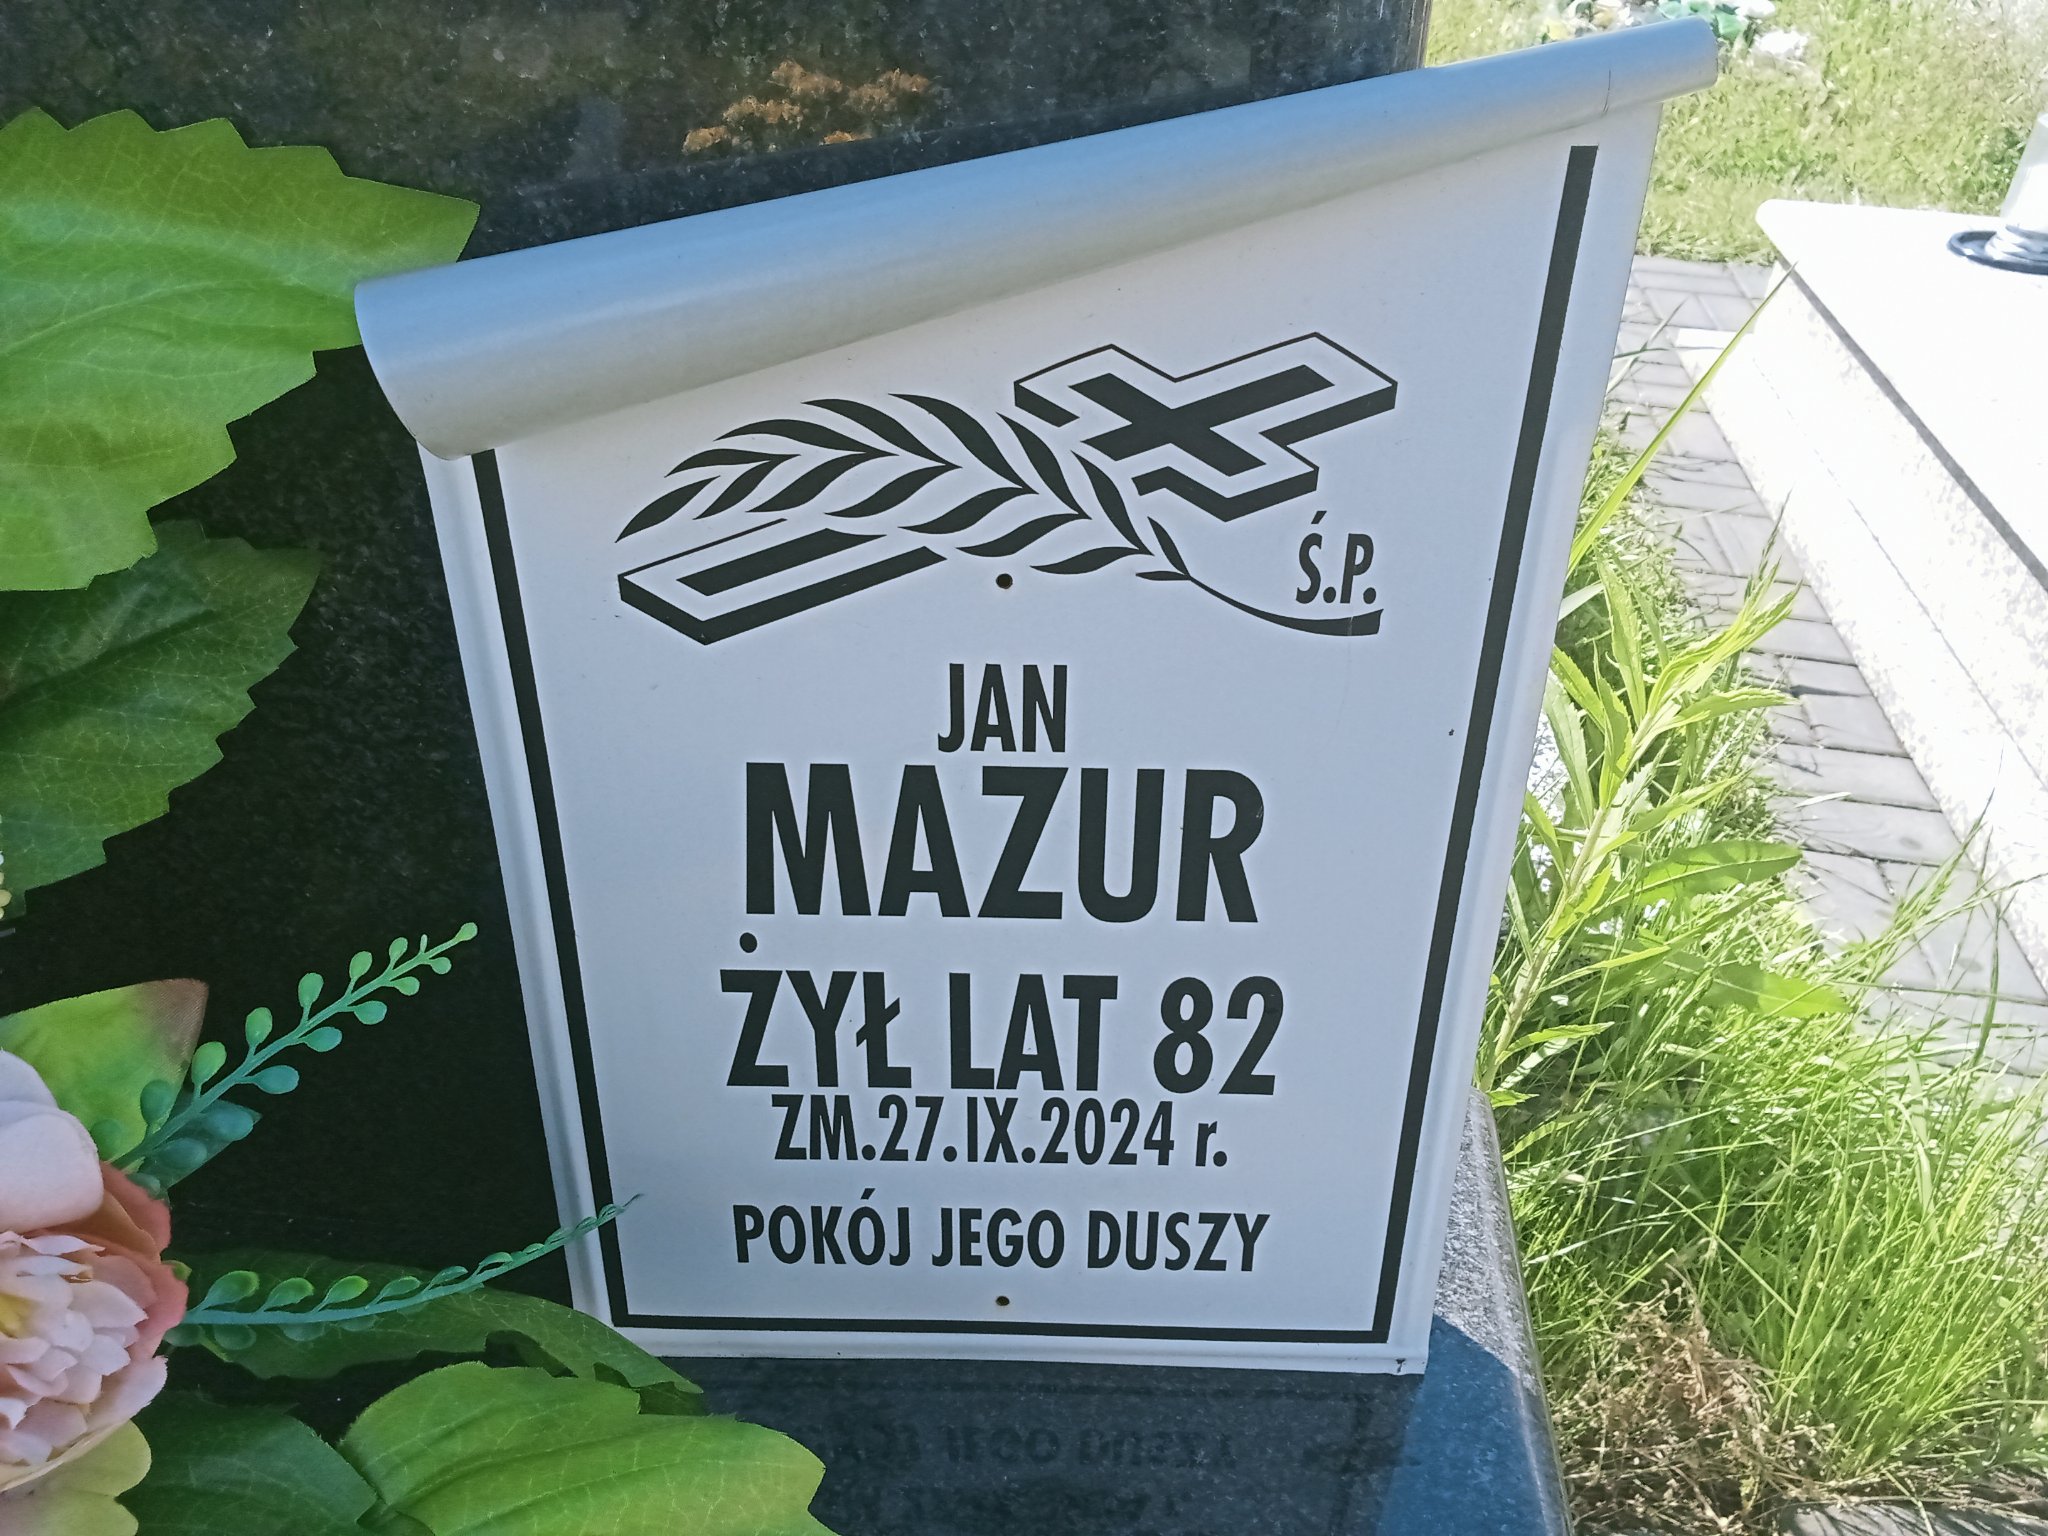 Ś.P.
JAN
MAZUR
ŻYŁ LAT 82
ZM.27.IX.2024 r.
POKÓJ JEGO DUSZY